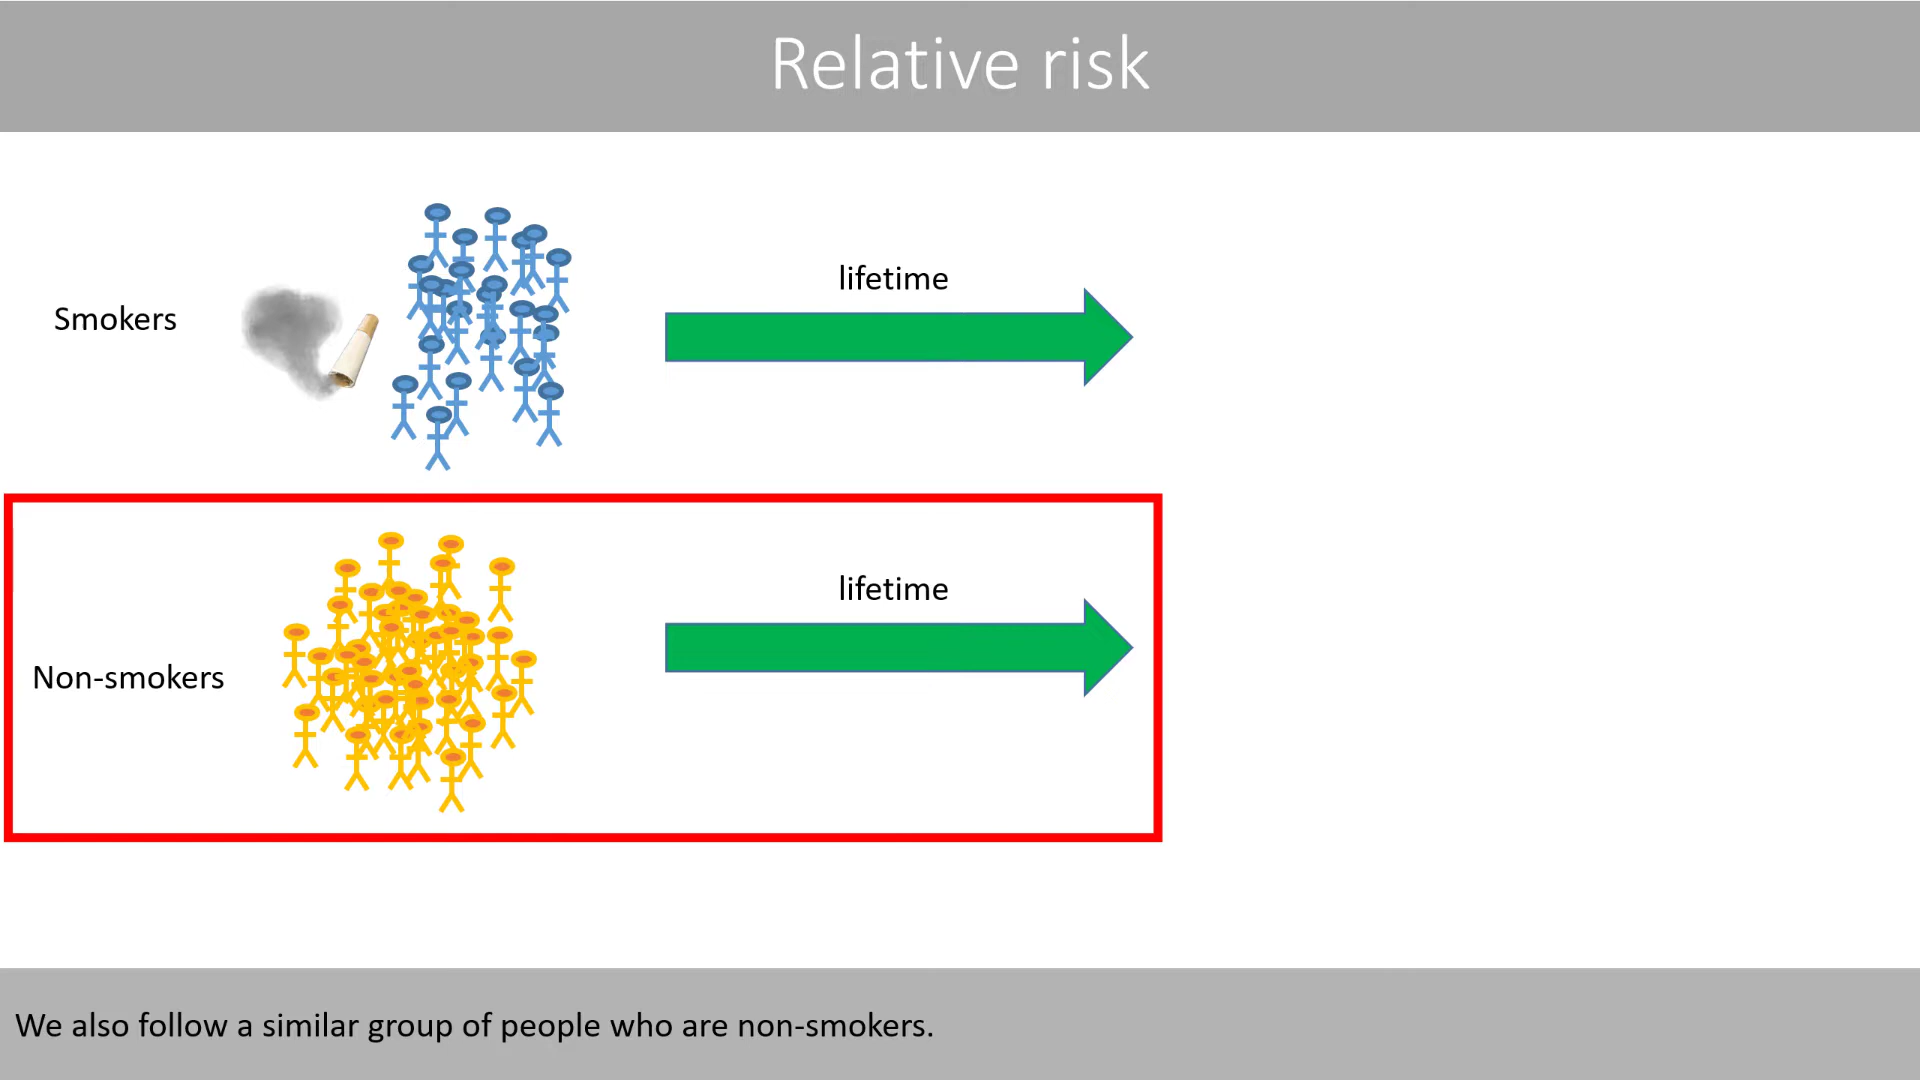 Relative risk
lifetime
Smokers
lifetime
Non-smokers
We also follow a similar group of people who are non-smokers.